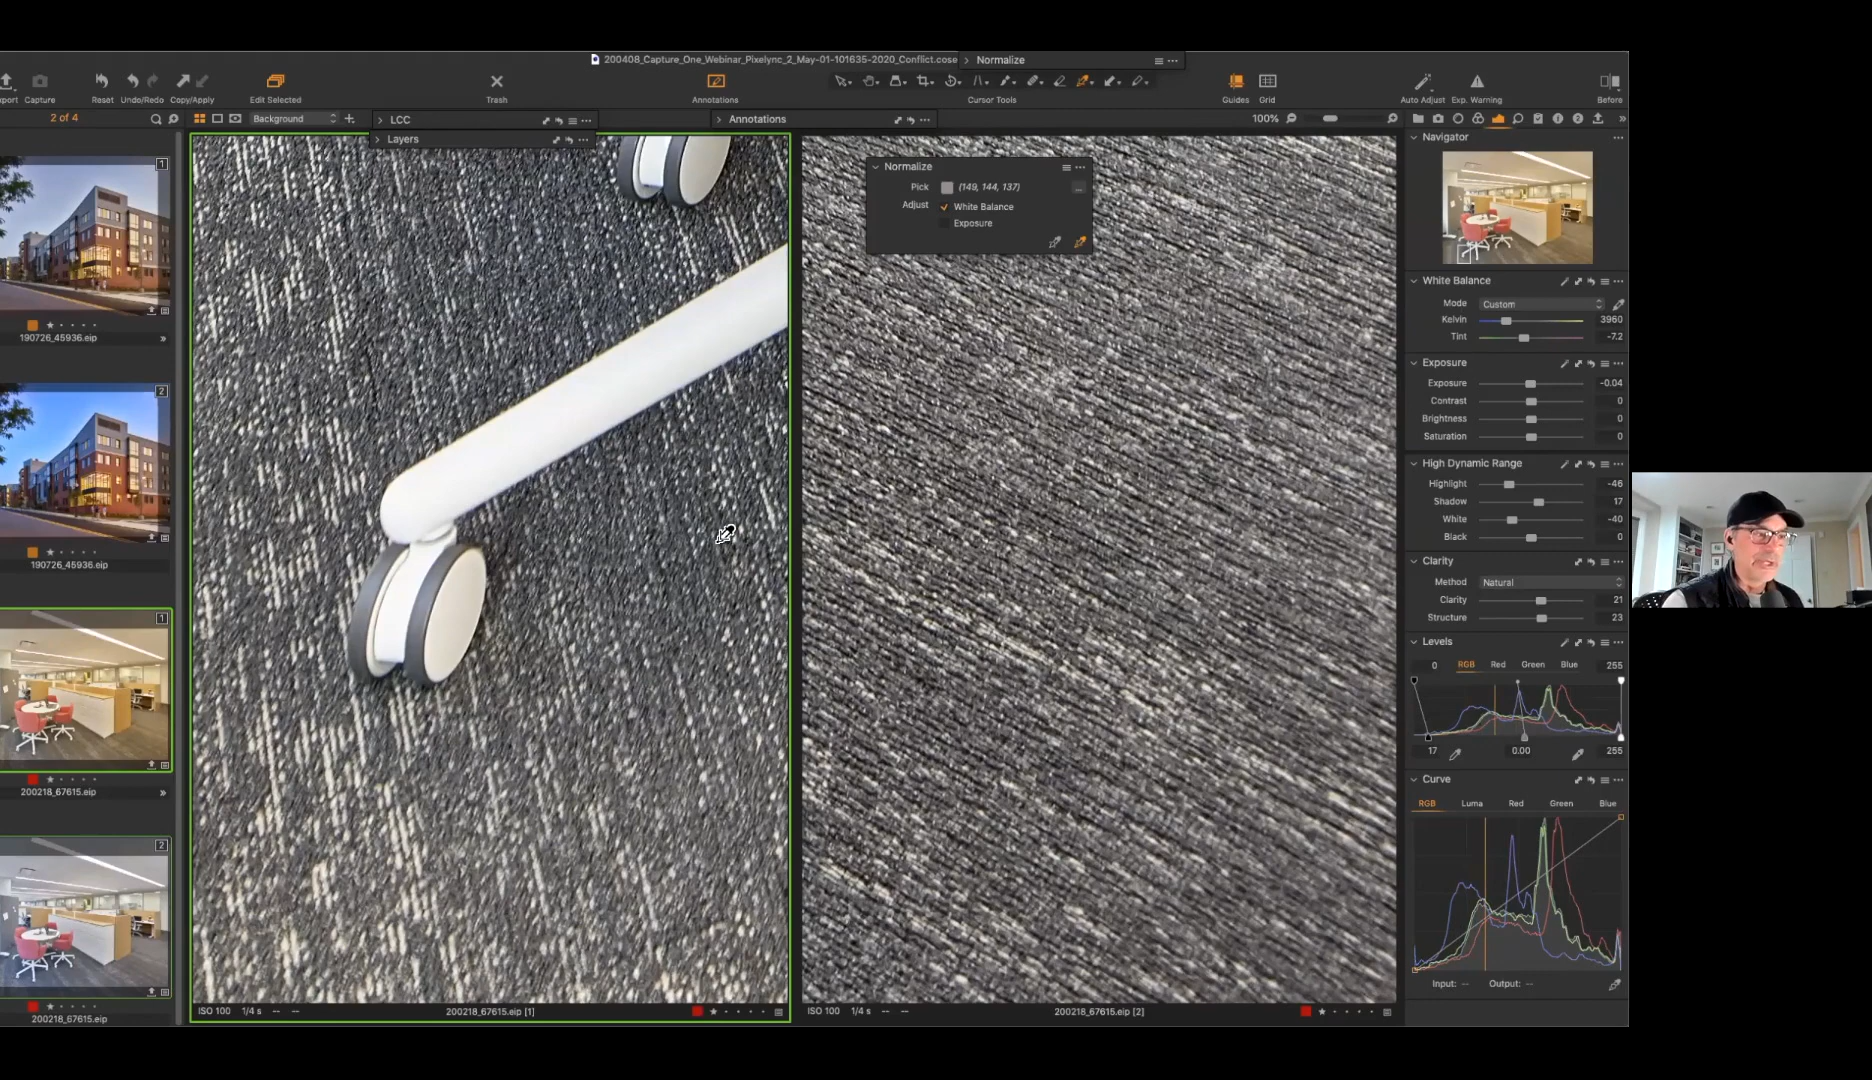 200408_Capture_One_Webinar_Pixelync_2_May-01-101635-2020_Conflict.cose
Normalize
Capture
Reset
Undo/Redo
Copy/Apply
Edit Selected
Trash
Annotations
Cursor Tools
Guides
Grid
Auto Adjust
Exp. Warning
Before
2 of 4
Background
LCC
Layers
Annotations
100%
Navigator
Normalize
Pick (149, 144, 137)
Adjust White Balance
Exposure
1
190726_45936.eip
2
190726_45936.eip
1
200218_67615.eip
2
200218_67615.eip
White Balance
Mode Custom
Kelvin 3960
Tint -7.2
Exposure
Exposure -0.04
Contrast 0
Brightness 0
Saturation 0
High Dynamic Range
Highlight -46
Shadow 17
White -40
Black 0
Clarity
Method Natural
Clarity 21
Structure 23
Levels
0 RGB Red Green Blue 255
17 0.00 255
Curve
RGB Luma Red Green Blue
Input: -- Output: --
ISO 100 1/4 s -- -- 200218_67615.eip [1]
ISO 100 1/4 s -- -- 200218_67615.eip [2]